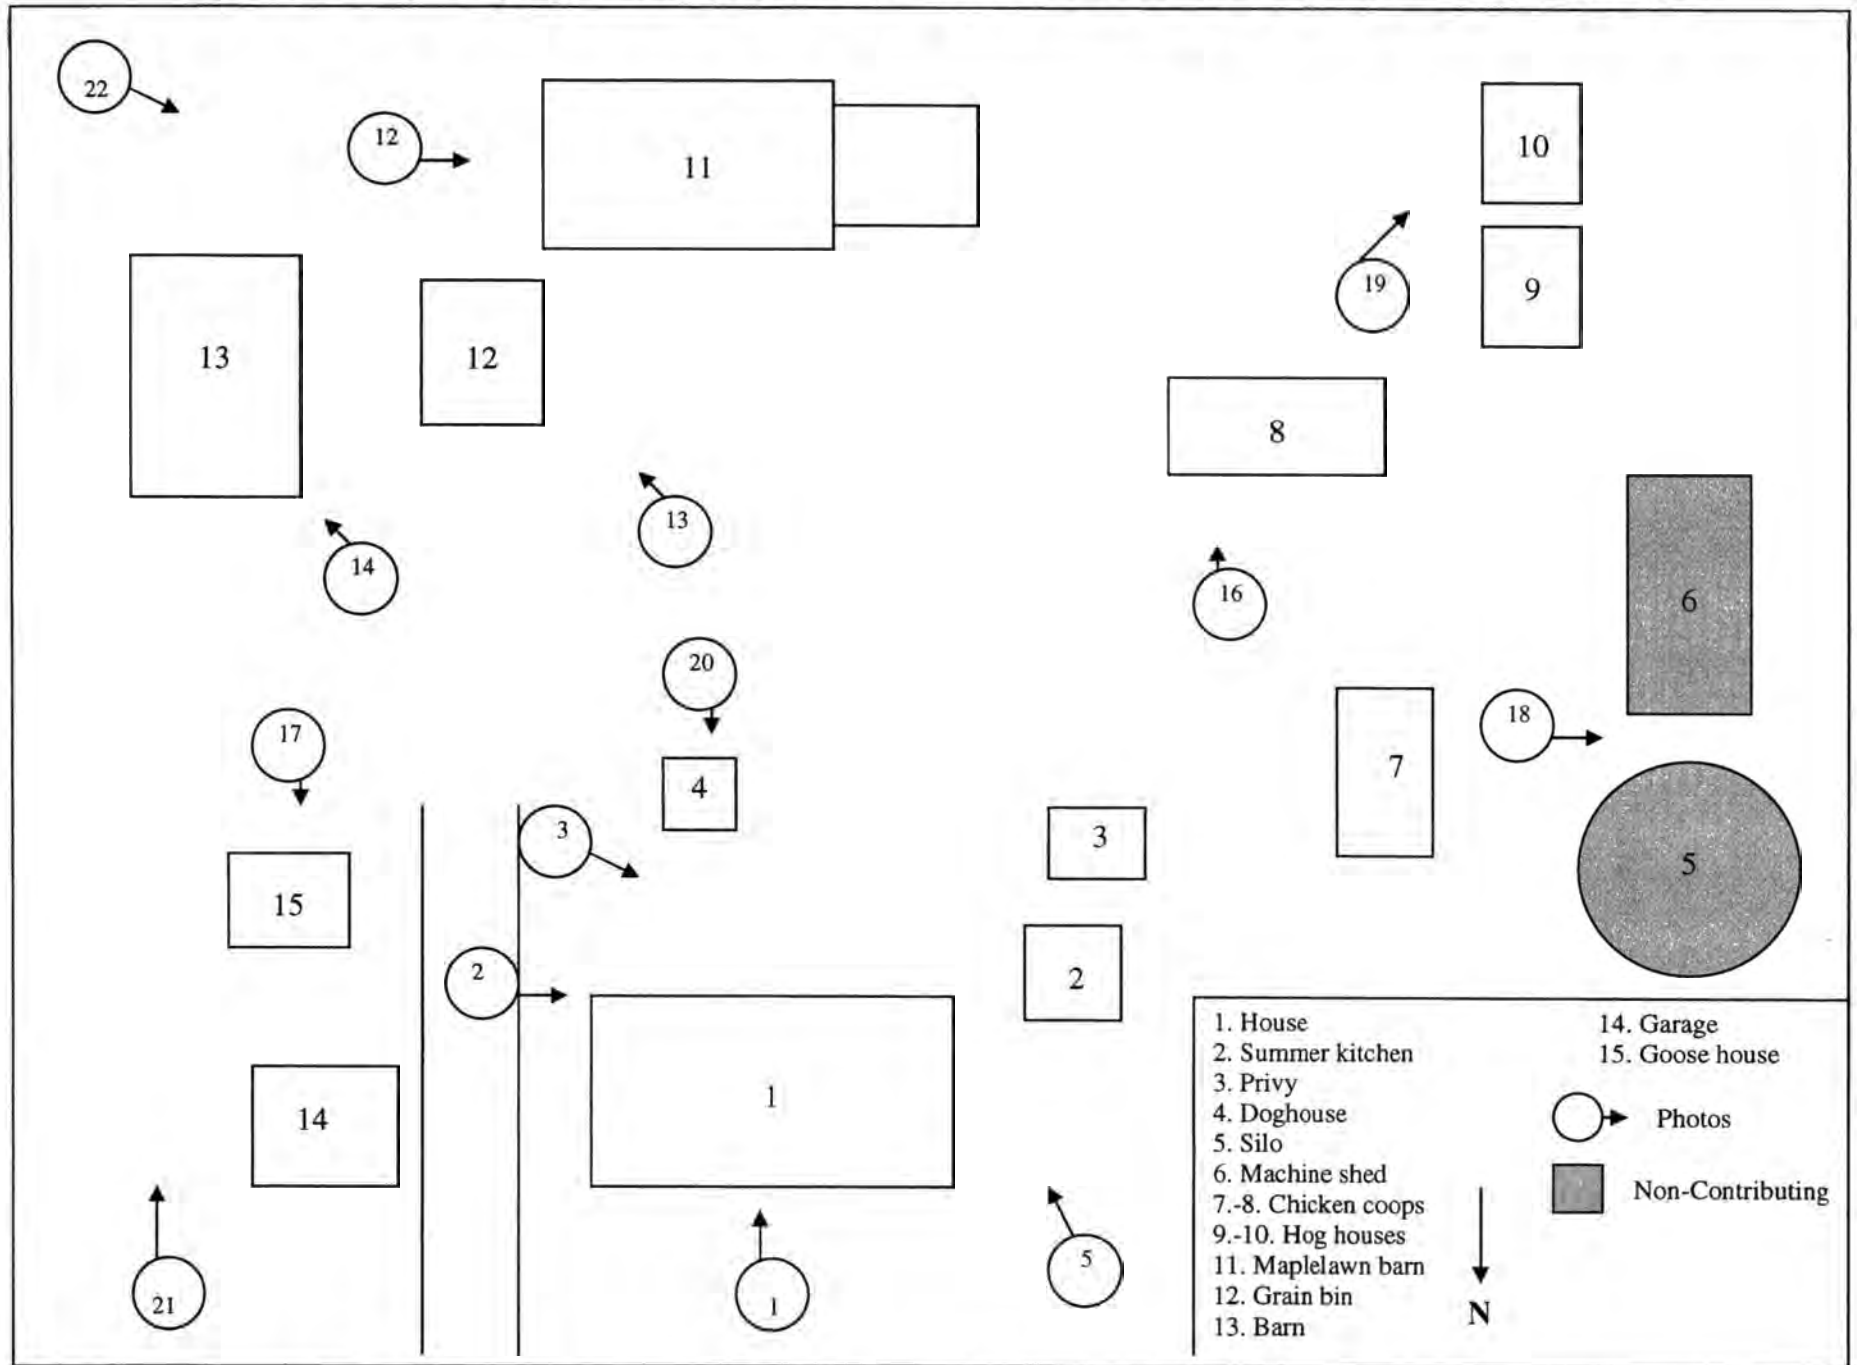 22
12
11
10
19
9
13
12
8
13
14
16
6
20
17
18
4
7
3
3
5
15
2
2
1
14
1. House
2. Summer kitchen
3. Privy
4. Doghouse
5. Silo
6. Machine shed
7.-8. Chicken coops
9.-10. Hog houses
11. Maplelawn barn
12. Grain bin
13. Barn
14. Garage
15. Goose house
Photos
Non-Contributing
N
5
21
1